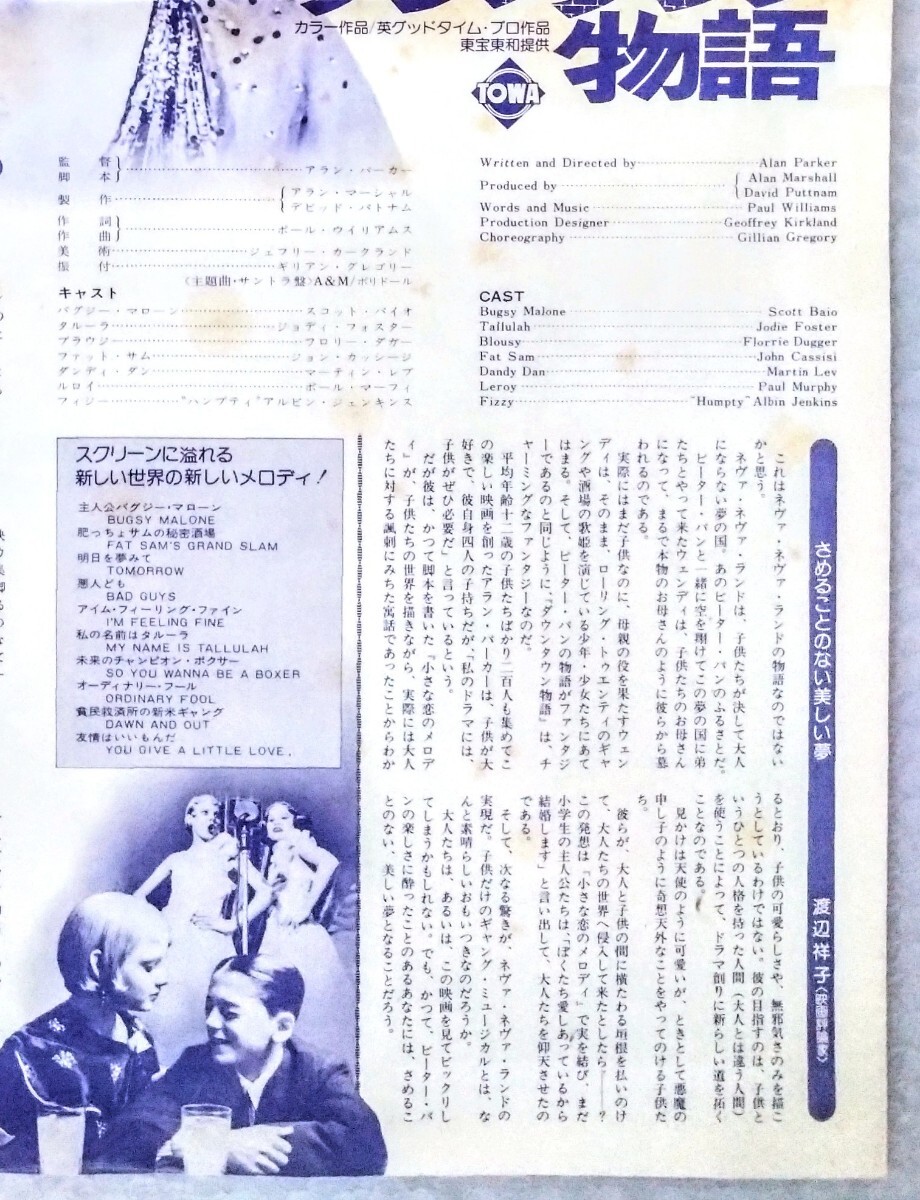 カラー作品/英グッドタイム・プロ作品
東宝東和提供
TOWA
物語
監督
脚本 アラン・パーカー
製作 アラン・マーシャル
デビッド・パトナム
作詞
作曲 ポール・ウイリアムス
美術 ジェフリー・カークランド
振付 ギリアン・グレゴリー
〈主題曲・サントラ盤〉A&M/ポリドール
キャスト
バグジー・マローン スコット・バイオ
タルーラ ジョディ・フォスター
ブラウジー フロリー・ダガー
ファット・サム ジョン・カッシージ
ダンディ・ダン マーティン・レブ
ルロイ ポール・マーフィ
フィジー “ハンプティ”アルビン・ジェンキンス
Written and Directed by Alan Parker
Produced by Alan Marshall
David Puttnam
Words and Music Paul Williams
Production Designer Geoffrey Kirkland
Choreography Gillian Gregory
CAST
Bugsy Malone Scott Baio
Tallulah Jodie Foster
Blousy Florrie Dugger
Fat Sam John Cassisi
Dandy Dan Martin Lev
Leroy Paul Murphy
Fizzy “Humpty” Albin Jenkins
スクリーンに溢れる
新しい世界の新しいメロディ!
主人公バグジー・マローン
BUGSY MALONE
肥っちょサムの秘密酒場
FAT SAM'S GRAND SLAM
明日を夢みて
TOMORROW
悪人ども
BAD GUYS
アイム・フィーリング・ファイン
I'M FEELING FINE
私の名前はタルーラ
MY NAME IS TALLULAH
未来のチャンピオン・ボクサー
SO YOU WANNA BE A BOXER
オーディナリー・フール
ORDINARY FOOL
貧民救済所の新米ギャング
DAWN AND OUT
友情はいいもんだ
YOU GIVE A LITTLE LOVE.
さめることのない美しい夢
渡辺祥子〈映画評論家〉
これはネヴァ・ネヴァ・ランドの物語なのではない
かと思う。
ネヴァ・ネヴァ・ランドは、子供たちが決して大人
にならない夢の国。あのピーター・パンのふるさとだ。
ピーター・パンと一緒に空を翔けてこの夢の国に弟
たちとやって来たウェンディは、子供たちのお母さん
になって、まるで本物のお母さんのように彼らから慕
われるのである。
実際にはまだ子供なのに、母親の役を果たすウェン
ディは、そのまま、ローリング・トゥエンティのギャ
ングや酒場の歌姫を演じている少年・少女たちにあて
はまる。そして、ピーター・パンの物語がファンタジ
ーであるのと同じように、「ダウンタウン物語」は、チ
ャーミングなファンタジーなのだ。
平均年齢十二歳の子供たちばかり二百人も集めてこ
の楽しい映画を創ったアラン・パーカーは、子供が大
好きで、彼自身四人の子持ちだが「私のドラマには、
子供がぜひ必要だ」と言っているという。
だが彼は、かつて脚本を書いた「小さな恋のメロデ
ィ」が、子供たちの世界を描きながら、実際には大人
たちに対する諷刺にみちた寓話であったことからわか
るとおり、子供の可愛らしさや、無邪気さのみを描こ
うとしているわけではない。彼の目指すのは、子供と
いうひとつの人格を持った人間(大人とは違う人間)
を使うことによって、ドラマ創りに新らしい道を拓く
ことなのである。
見かけは天使のように可愛いが、ときとして悪魔の
申し子のように奇想天外なことをやってのける子供た
ち。
彼らが、大人と子供の間に横たわる垣根を払いのけ
て、大人たちの世界へ侵入して来たとしたら——?
この発想は「小さな恋のメロディ」で実を結び、まだ
小学生の主人公たちは、「ぼくたち愛しあっているから
結婚します」と言い出して、大人たちを仰天させたの
である。
そして、次なる驚きが、ネヴァ・ネヴァ・ランドの
実現だ。子供だけのギャング・ミュージカルとは、な
んと素晴らしいおもいつきなのだろうか。
大人たちは、あるいは、この映画を見てビックリし
てしまうかもしれない。でも、かつて、ピーター・パ
ンの楽しさに酔ったことのあるあなたには、さめるこ
とのない、美しい夢となることだろう。